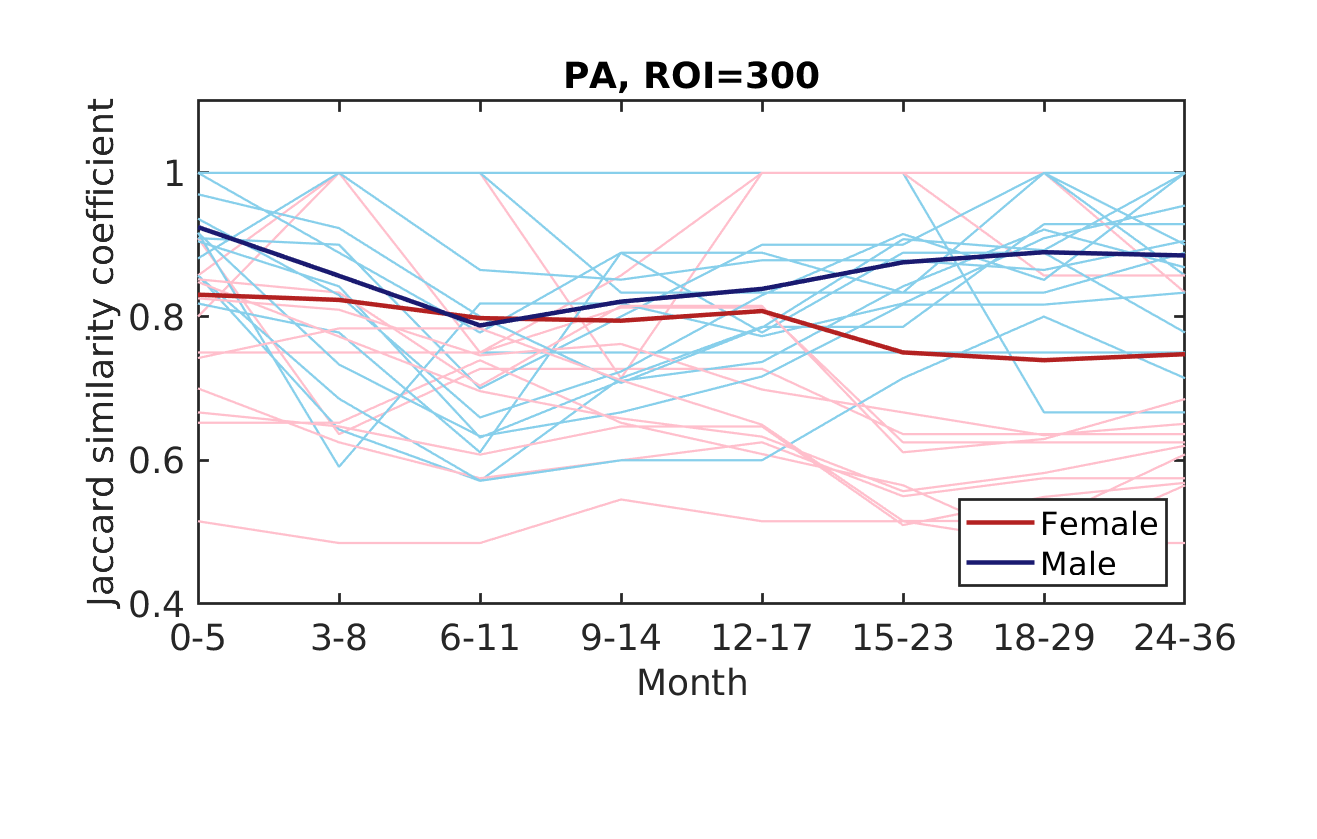 PA, ROI=300
Jaccard similarity coefficient
1
0.8
0.6
0.4
0-5 3-8 6-11 9-14 12-17 15-23 18-29 24-36
Month
Female
Male